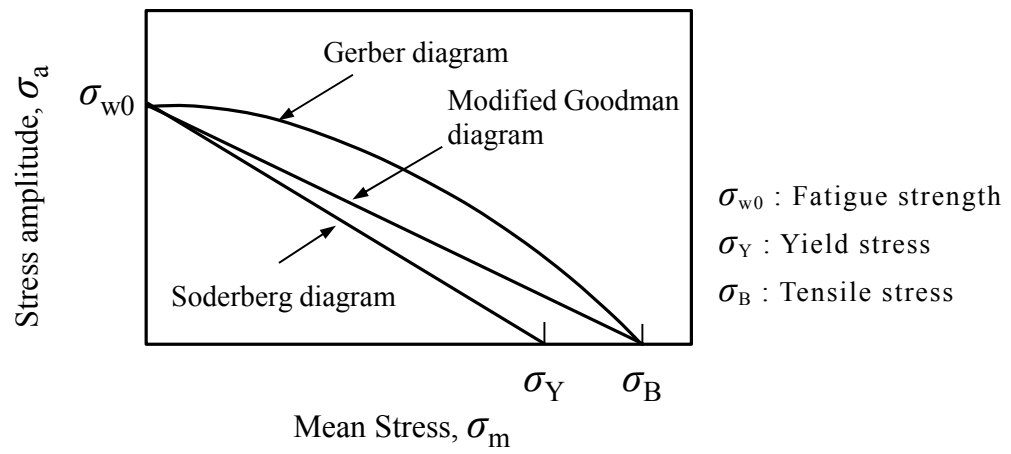 Gerber diagram
Modified Goodman
diagram
Soderberg diagram
Stress amplitude, σa
σw0
σY
σB
Mean Stress, σm
σw0 : Fatigue strength
σY : Yield stress
σB : Tensile stress